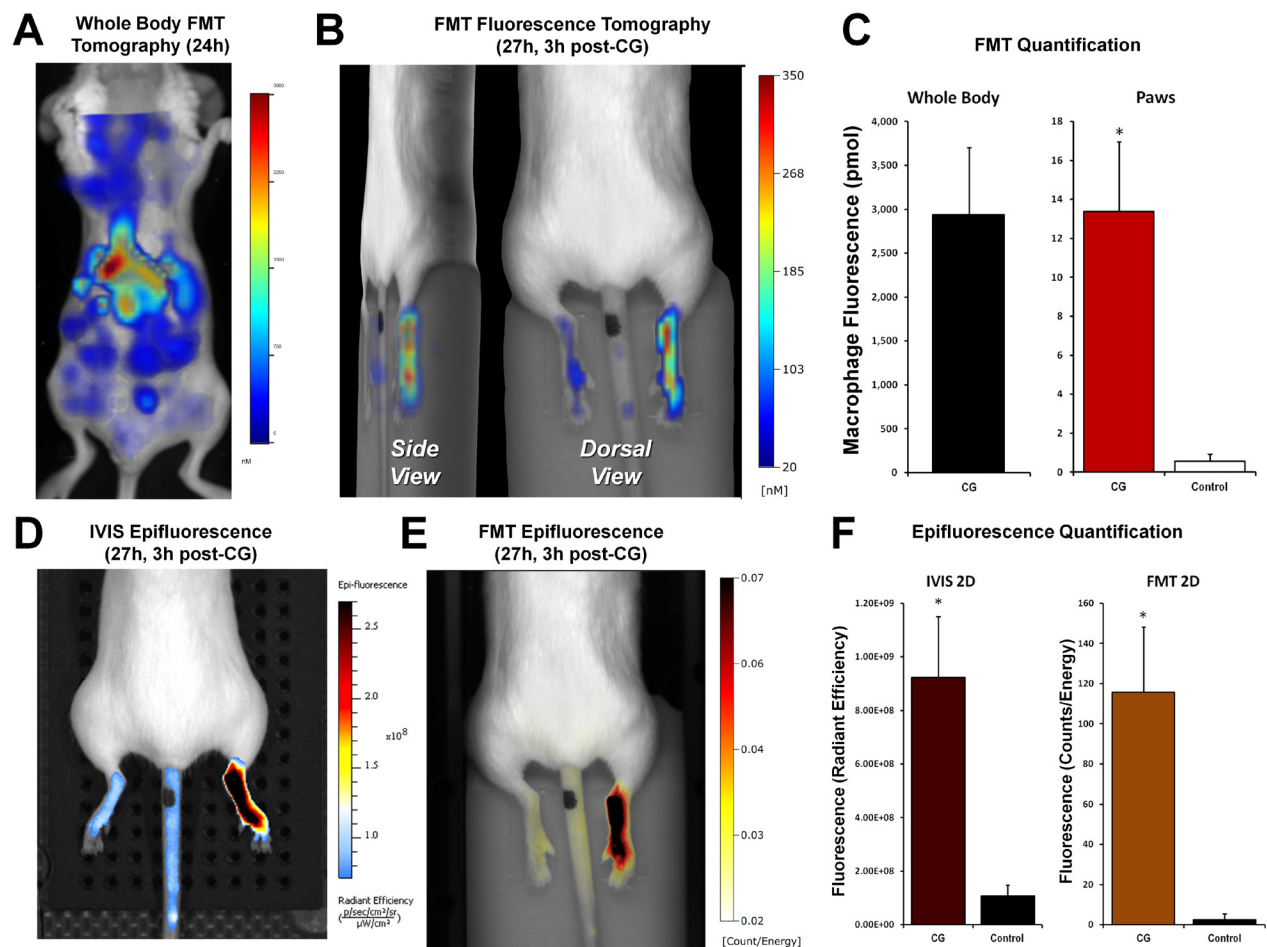 A
Whole Body FMT
Tomography (24h)
3000
2250
1500
750
0
nM
B
FMT Fluorescence Tomography
(27h, 3h post-CG)
Side
View
Dorsal
View
350
268
185
103
20
[nM]
C
FMT Quantification
Whole Body
Macrophage Fluorescence (pmol)
4,000
3,500
3,000
2,500
2,000
1,500
1,000
500
0
CG
Paws
18
16
14
12
10
8
6
4
2
0
*
CG
Control
D
IVIS Epifluorescence
(27h, 3h post-CG)
Epi-fluorescence
2.5
2.0
x10⁸
1.5
1.0
Radiant Efficiency
(p/sec/cm²/sr
µW/cm²)
E
FMT Epifluorescence
(27h, 3h post-CG)
0.07
0.06
0.04
0.03
0.02
[Count/Energy]
F
Epifluorescence Quantification
IVIS 2D
Fluorescence (Radiant Efficiency)
1.20E+09
1.00E+09
8.00E+08
6.00E+08
4.00E+08
2.00E+08
0.00E+00
*
CG
Control
FMT 2D
Fluorescence (Counts/Energy)
160
140
120
100
80
60
40
20
0
*
CG
Control